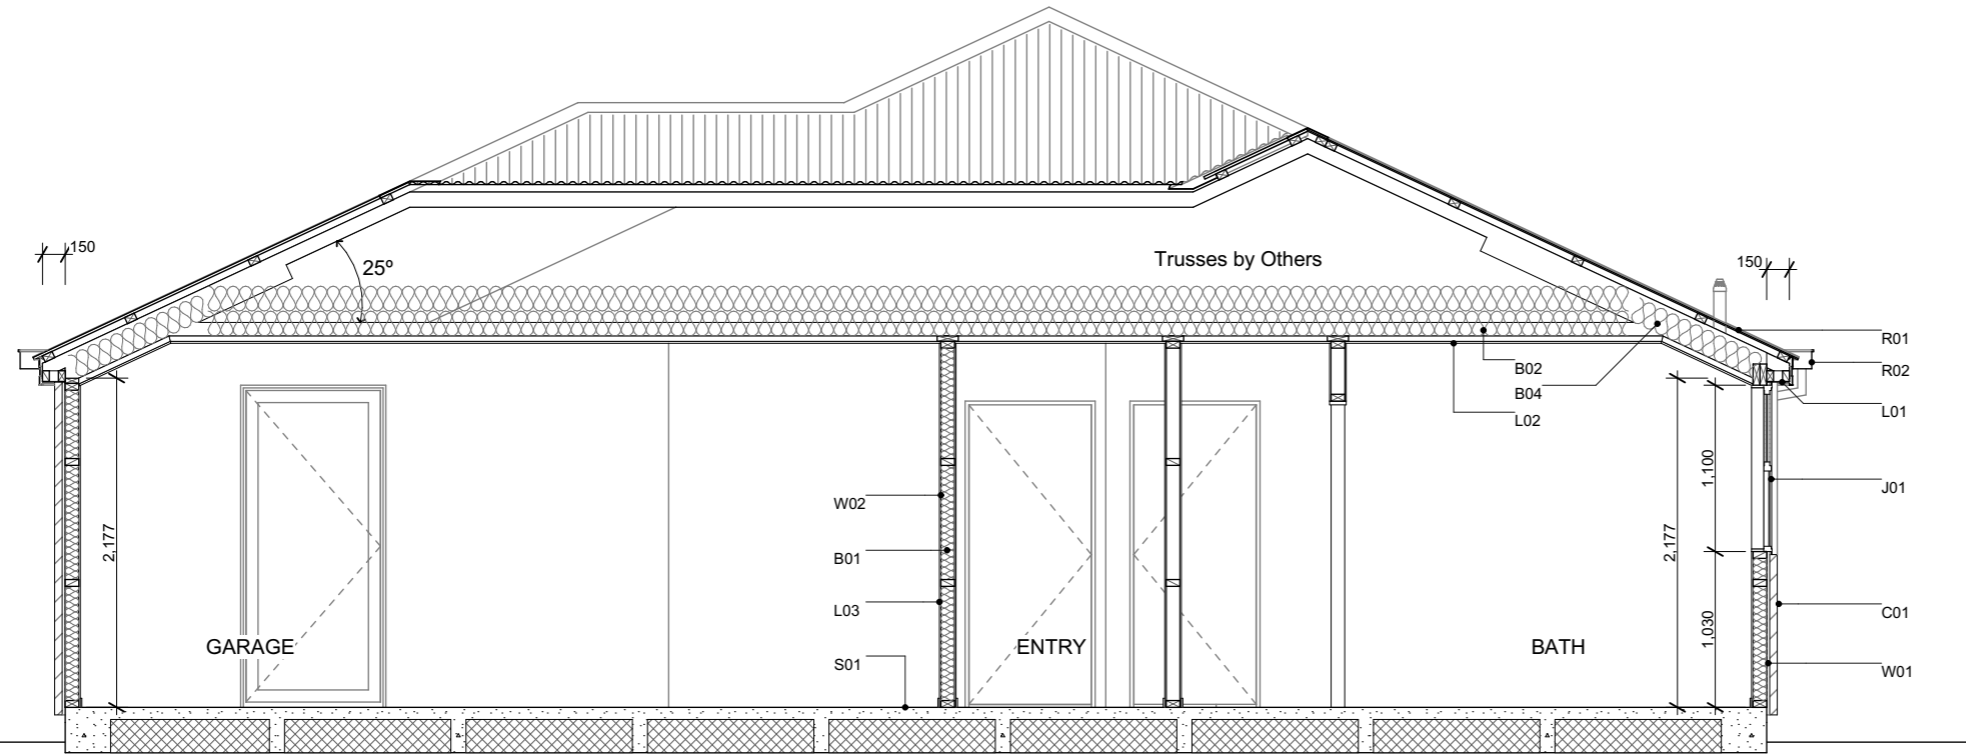 150
25°
Trusses by Others
150
R01
B02
R02
B04
L01
L02
2,177
W02
B01
L03
S01
2,177
1,100
1,030
J01
C01
W01
GARAGE
ENTRY
BATH